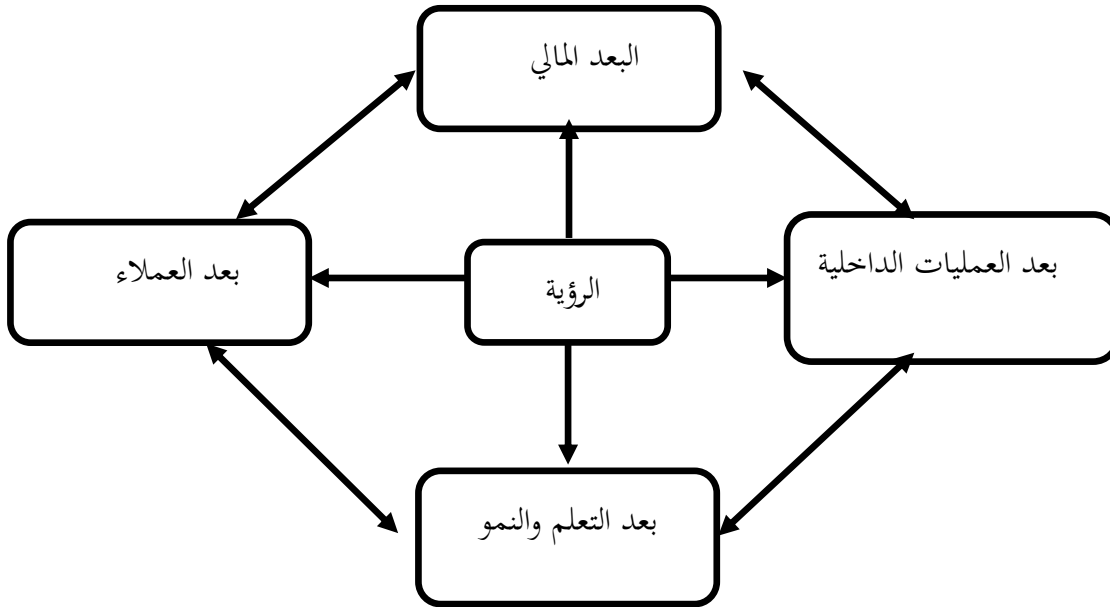 البعد المالي
بعد العمليات الداخلية
الرؤية
بعد العملاء
بعد التعلم والنمو